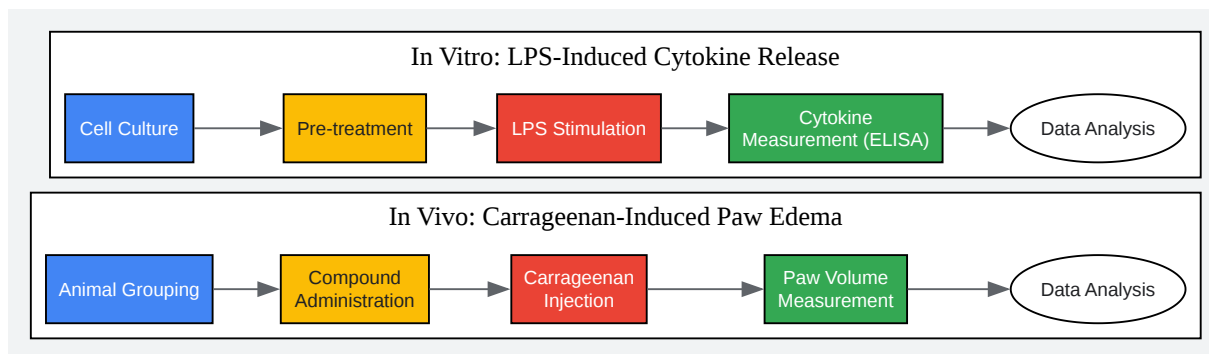 In Vitro: LPS-Induced Cytokine Release
Cell Culture
Pre-treatment
LPS Stimulation
Cytokine
Measurement (ELISA)
Data Analysis
In Vivo: Carrageenan-Induced Paw Edema
Animal Grouping
Compound
Administration
Carrageenan
Injection
Paw Volume
Measurement
Data Analysis